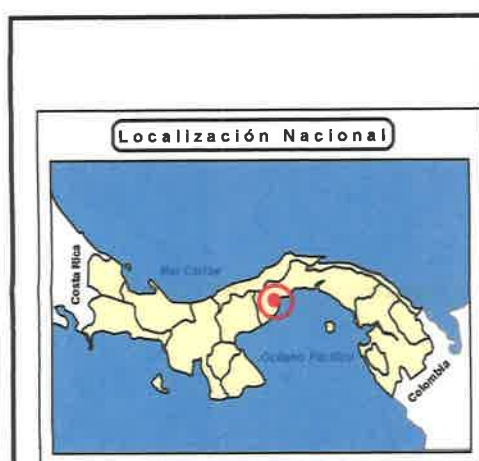 Localización Nacional
Mar Caribe
Costa Rica
Océano Pacífico
Colombia